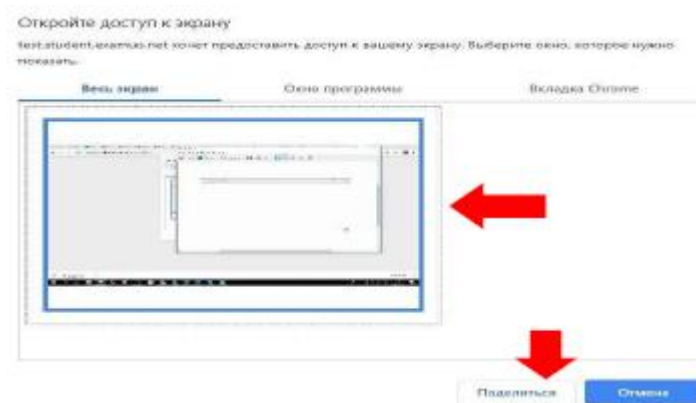 Откройте доступ к экрану
test.student.examus.net хочет предоставить доступ к вашему экрану. Выберите окно, которое нужно
показать.
Весь экран
Окно программы
Вкладка Chrome
Поделиться
Отмена